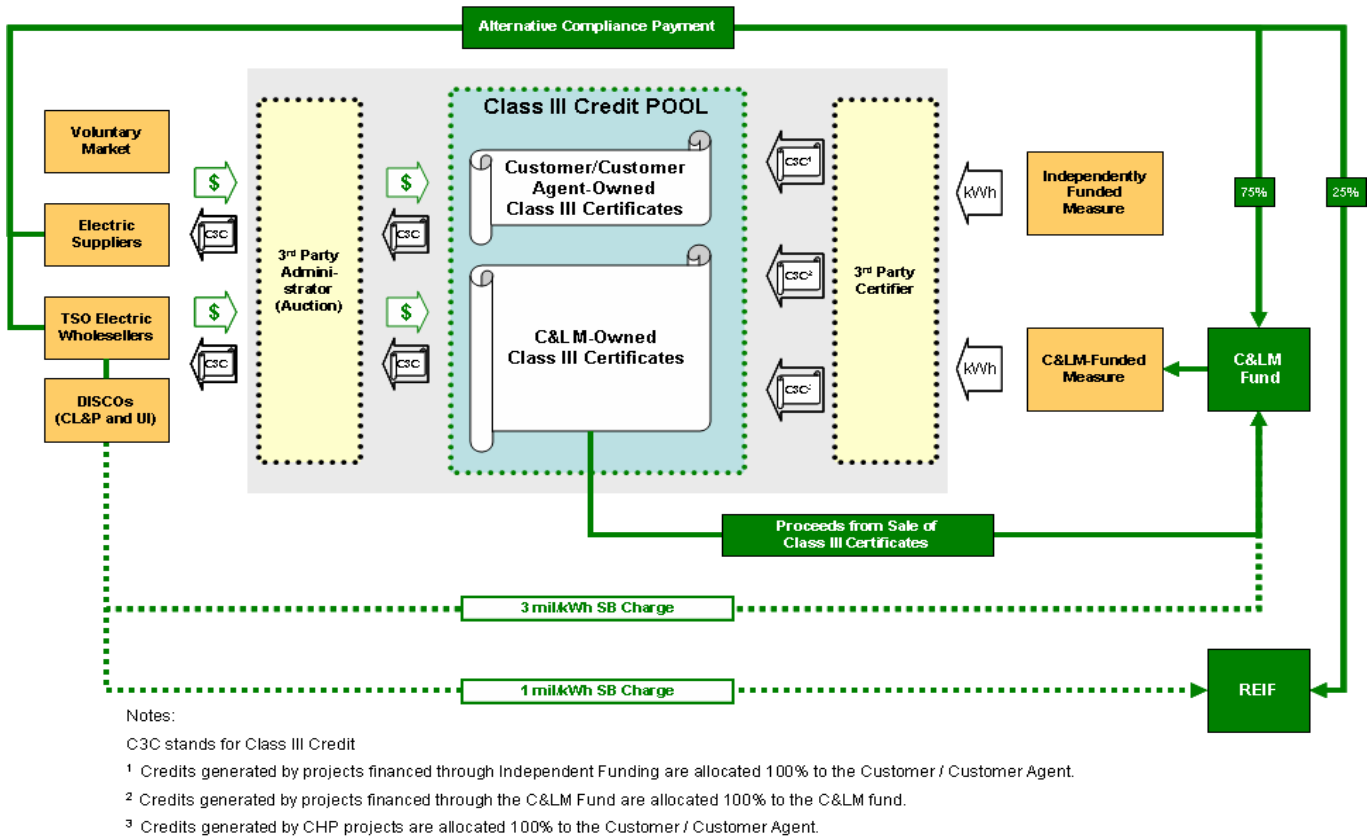 Alternative Compliance Payment
Class III Credit POOL
Voluntary
Market
Customer/Customer
Agent-Owned
Class III Certificates
C3C¹
kWh
Independently
Funded
Measure
75%
25%
$
$
Electric
Suppliers
C3C
C3C
3rd Party
Admini-
strator
(Auction)
C3C²
3rd Party
Certifier
TSO Electric
Wholesellers
$
$
C3C
C3C
C&LM-Owned
Class III Certificates
kWh
C&LM-Funded
Measure
C&LM
Fund
DISCOs
(CL&P and UI)
Proceeds from Sale of
Class III Certificates
3 mil/kWh SB Charge
1 mil/kWh SB Charge
REIF
Notes:
C3C stands for Class III Credit
¹ Credits generated by projects financed through Independent Funding are allocated 100% to the Customer / Customer Agent.
² Credits generated by projects financed through the C&LM Fund are allocated 100% to the C&LM fund.
³ Credits generated by CHP projects are allocated 100% to the Customer / Customer Agent.